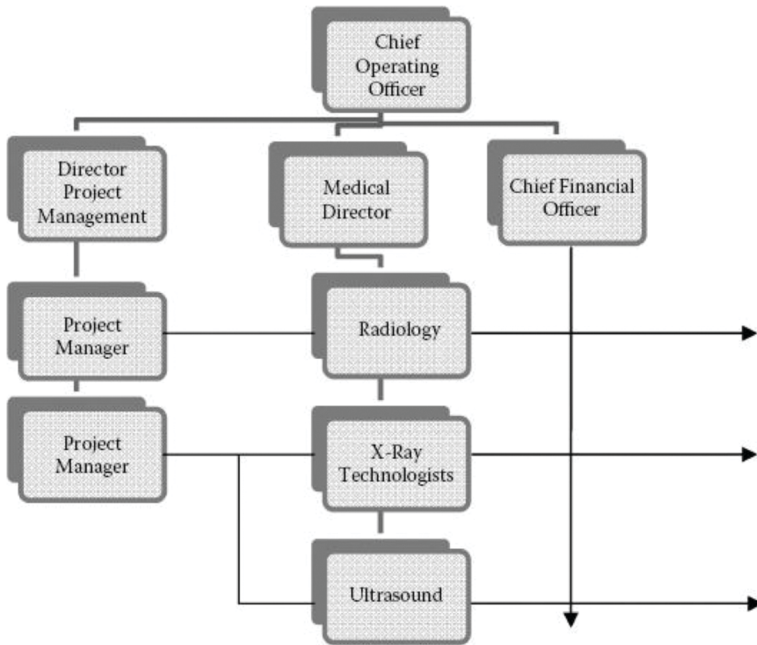 Chief
Operating
Officer
Director
Project
Management
Medical
Director
Chief Financial
Officer
Project
Manager
Radiology
Project
Manager
X-Ray
Technologists
Ultrasound